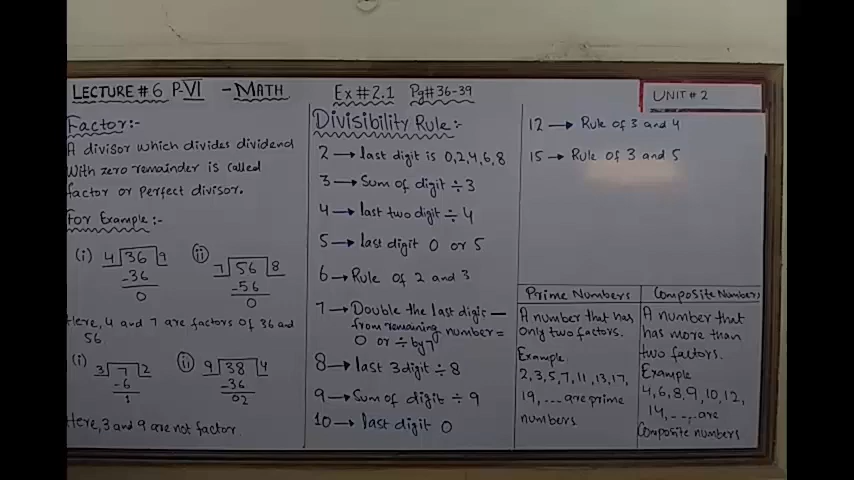 LECTURE # 6 P-VI - MATH
Ex # 2.1 Pg# 36-39
UNIT # 2
Factor:-
A divisor which divides dividend
with zero remainder is called
factor or perfect divisor.
For Example:-
(i) 4 36 9
-36
0
ii) 7 56 8
-56
0
Here, 4 and 7 are factors of 36 and
56
(i) 3 7 2
-6
1
ii) 9 38 4
-36
02
Here, 3 and 9 are not factor.
Divisibility Rule:-
2 → last digit is 0,2,4,6,8
3 → Sum of digit ÷ 3
4 → last two digit ÷ 4
5 → last digit 0 or 5
6 → Rule of 2 and 3
7 → Double the last digit —
from remaining number =
0 or ÷ by 7
8 → last 3 digit ÷ 8
9 → Sum of digit ÷ 9
10 → last digit 0
12 → Rule of 3 and 4
15 → Rule of 3 and 5
Prime Numbers
A number that has
only two factors.
Example
2,3,5,7,11,13,17,
19, .... are prime
numbers
Composite Numbers
A number that
has more than
two factors.
Example
4,6,8,9,10,12,
14, .... are
Composite numbers